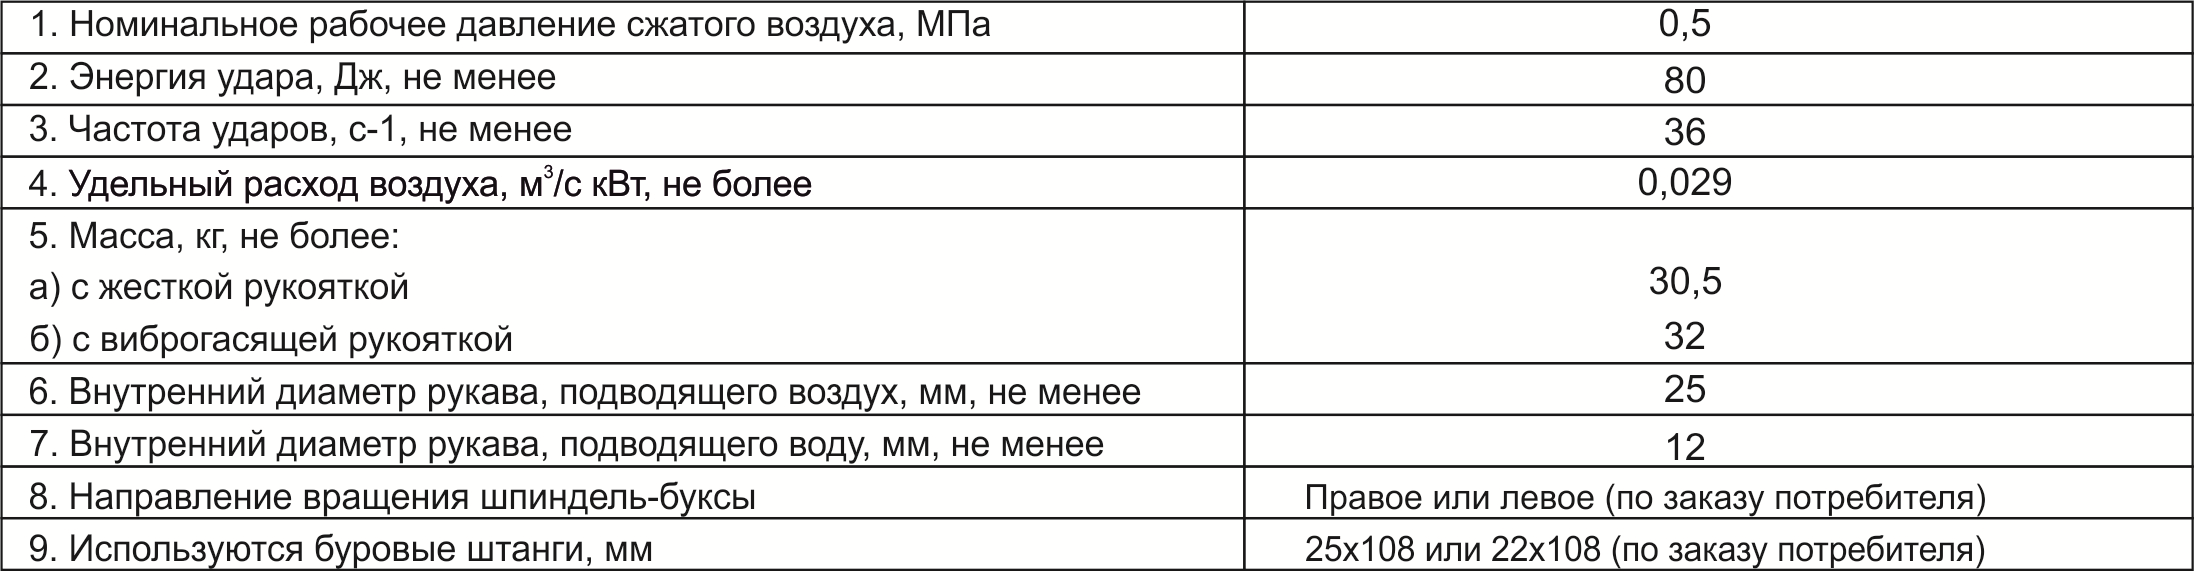 1. Номинальное рабочее давление сжатого воздуха, МПа 0,5
2. Энергия удара, Дж, не менее 80
3. Частота ударов, с-1, не менее 36
4. Удельный расход воздуха, м³/с кВт, не более 0,029
5. Масса, кг, не более:
а) с жесткой рукояткой 30,5
б) с виброгасящей рукояткой 32
6. Внутренний диаметр рукава, подводящего воздух, мм, не менее 25
7. Внутренний диаметр рукава, подводящего воду, мм, не менее 12
8. Направление вращения шпиндель-буксы Правое или левое (по заказу потребителя)
9. Используются буровые штанги, мм 25х108 или 22х108 (по заказу потребителя)